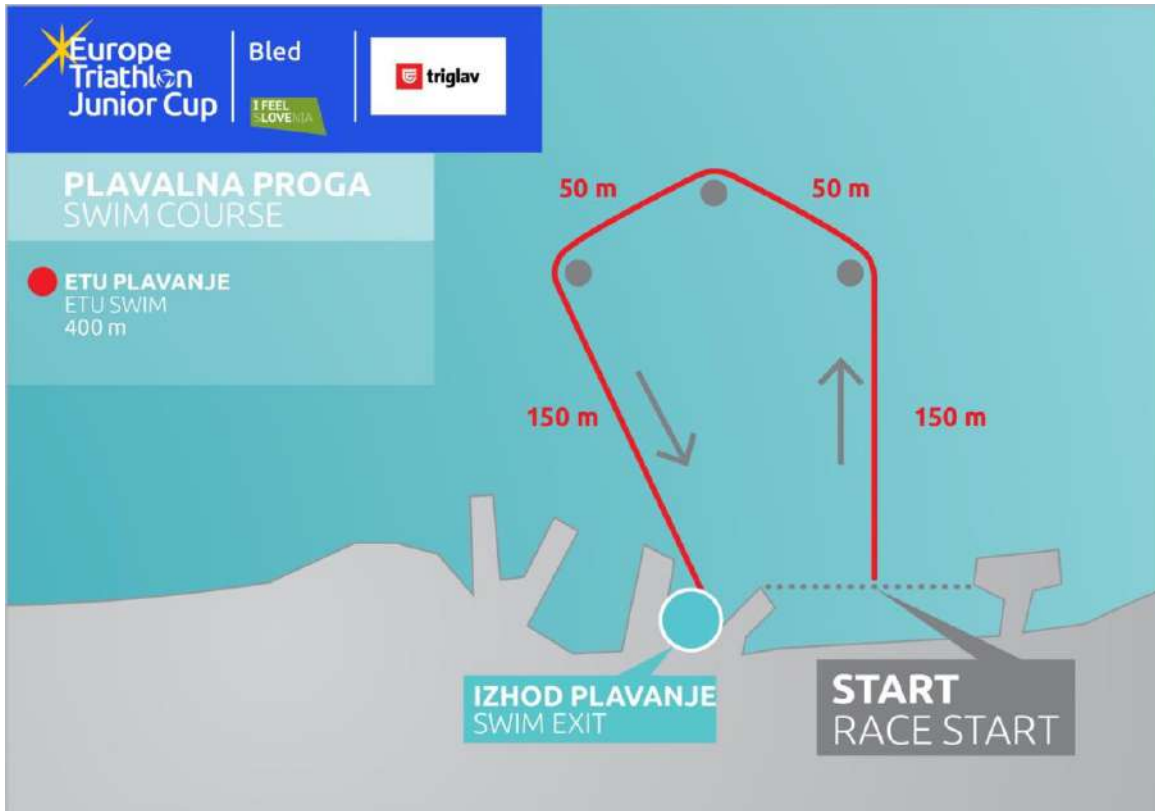 Europe
Triathlon
Junior Cup
Bled
I FEEL
SLOVENIA
triglav
PLAVALNA PROGA
SWIM COURSE
ETU PLAVANJE
ETU SWIM
400 m
50 m
50 m
150 m
150 m
IZHOD PLAVANJE
SWIM EXIT
START
RACE START